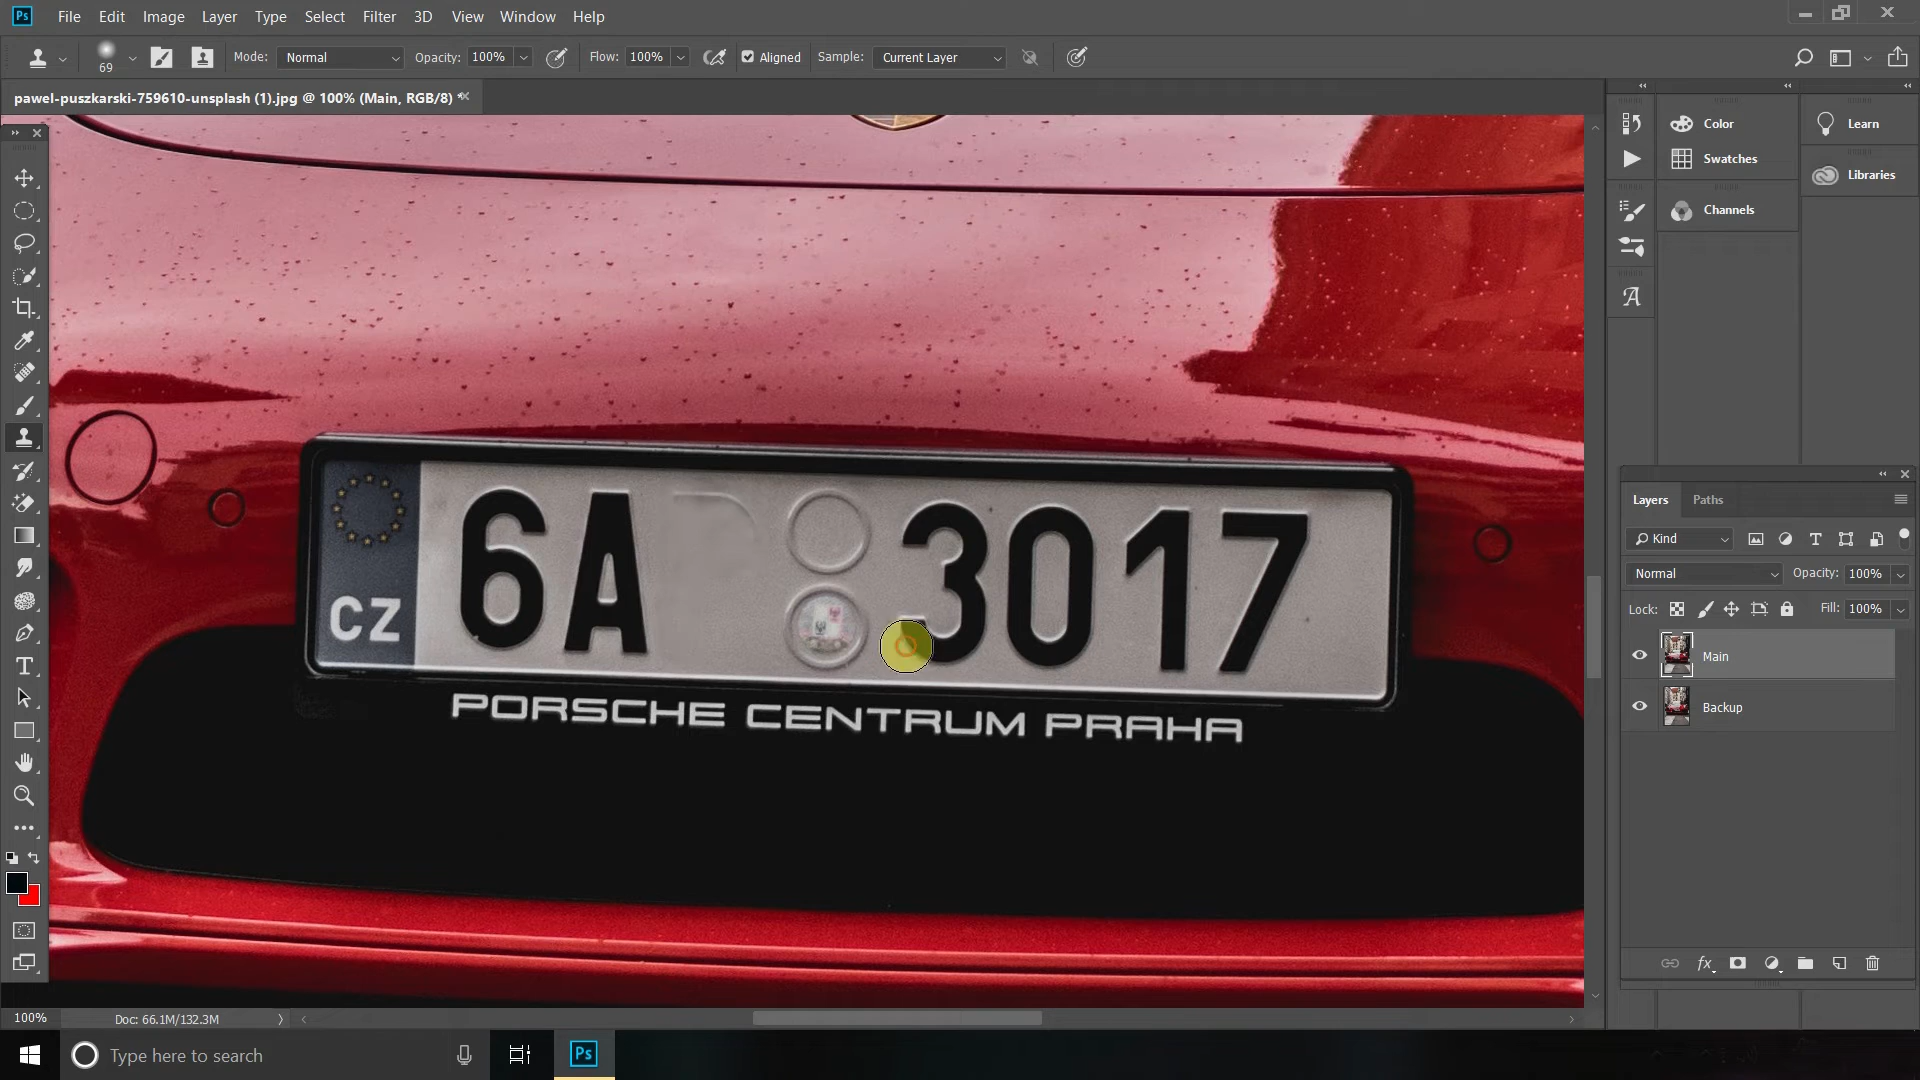 Ps File Edit Image Layer Type Select Filter 3D View Window Help
69 Mode: Normal Opacity: 100% Flow: 100% Aligned Sample: Current Layer
pawel-puszkarski-759610-unsplash (1).jpg @ 100% (Main, RGB/8) *
Color
Swatches
Channels
Learn
Libraries
CZ 6A 3017
PORSCHE CENTRUM PRAHA
Layers Paths
Kind
Normal Opacity: 100%
Lock: Fill: 100%
Main
Backup
100% Doc: 66.1M/132.3M
Type here to search Ps